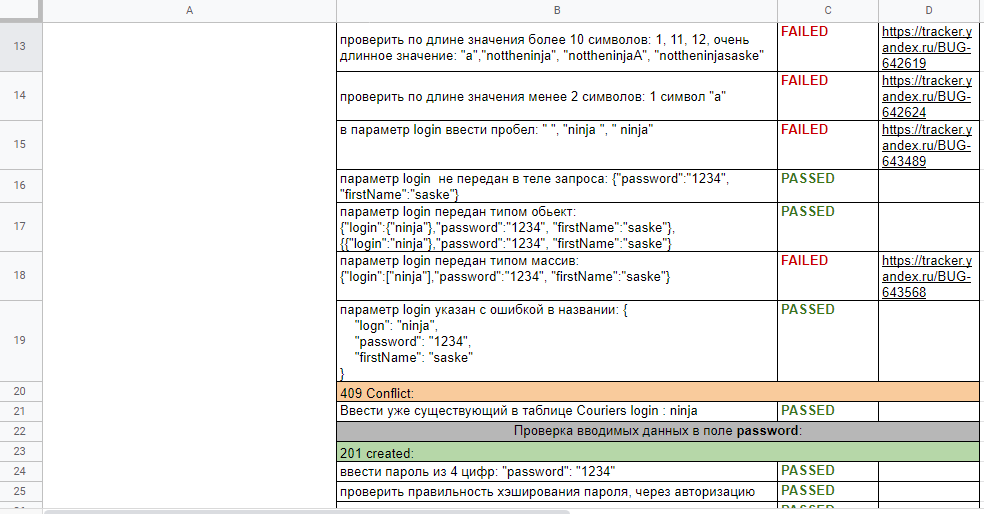 A B C D
13
проверить по длине значения более 10 символов: 1, 11, 12, очень
длинное значение: "a","nottheninja", "nottheninjaA", "nottheninjasaske"
FAILED
https://tracker.y
andex.ru/BUG-
642619
14
проверить по длине значения менее 2 символов: 1 символ "a"
FAILED
https://tracker.y
andex.ru/BUG-
642624
15
в параметр login ввести пробел: " ", "ninja ", " ninja"
FAILED
https://tracker.y
andex.ru/BUG-
643489
16
параметр login не передан в теле запроса: {"password":"1234",
"firstName":"saske"}
PASSED
17
параметр login передан типом обьект:
{"login":{"ninja"},"password":"1234", "firstName":"saske"},
{{"login":"ninja"},"password":"1234", "firstName":"saske"}
PASSED
18
параметр login передан типом массив:
{"login":["ninja"],"password":"1234", "firstName":"saske"}
FAILED
https://tracker.y
andex.ru/BUG-
643568
19
параметр login указан с ошибкой в названии: {
"logn": "ninja",
"password": "1234",
"firstName": "saske"
}
PASSED
20
409 Conflict:
21
Ввести уже существующий в таблице Couriers login : ninja
PASSED
22
Проверка вводимых данных в поле password:
23
201 created:
24
ввести пароль из 4 цифр: "password": "1234"
PASSED
25
проверить правильность хэширования пароля, через авторизацию
PASSED